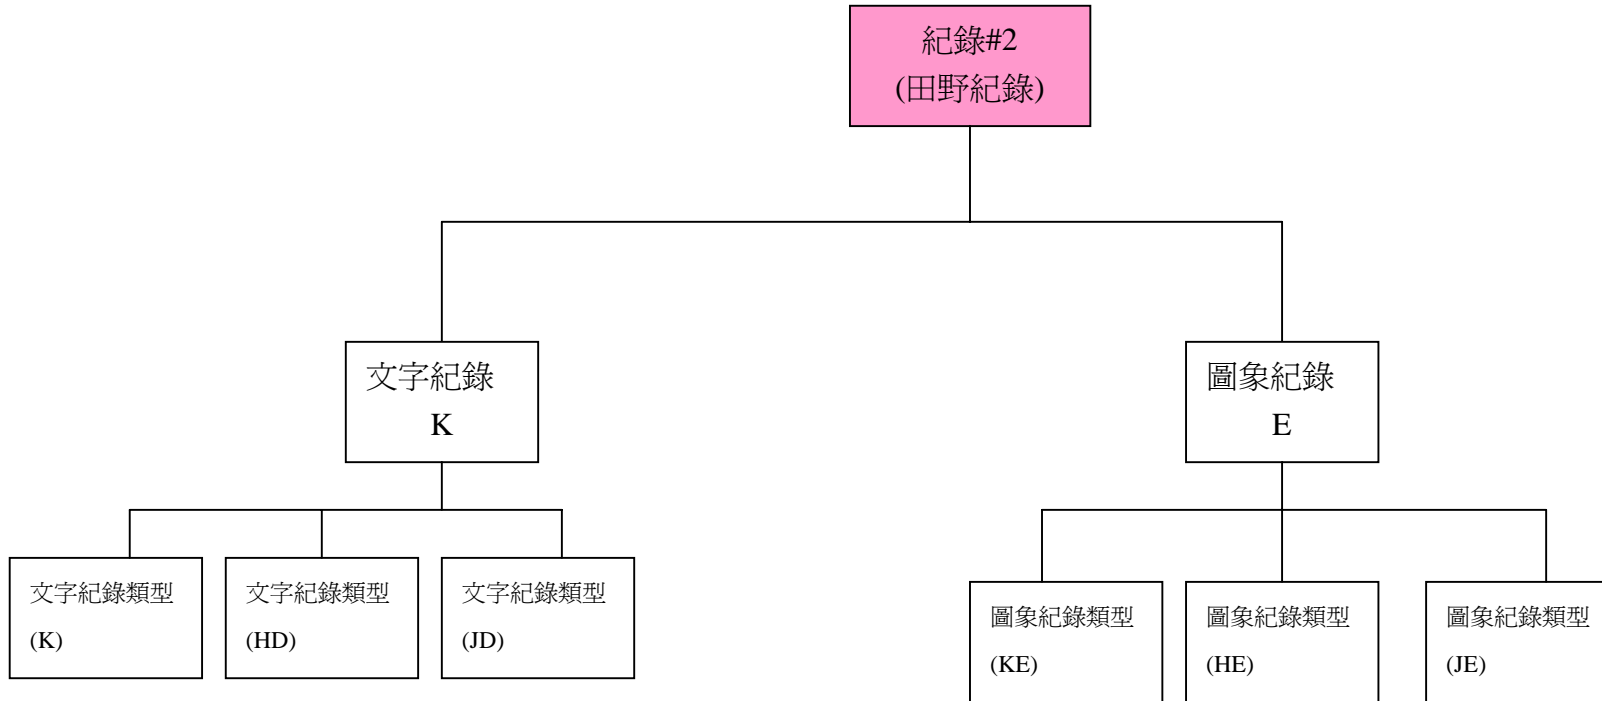 紀錄#2
(田野紀錄)
文字紀錄
K
圖象紀錄
E
文字紀錄類型
(K)
文字紀錄類型
(HD)
文字紀錄類型
(JD)
圖象紀錄類型
(KE)
圖象紀錄類型
(HE)
圖象紀錄類型
(JE)